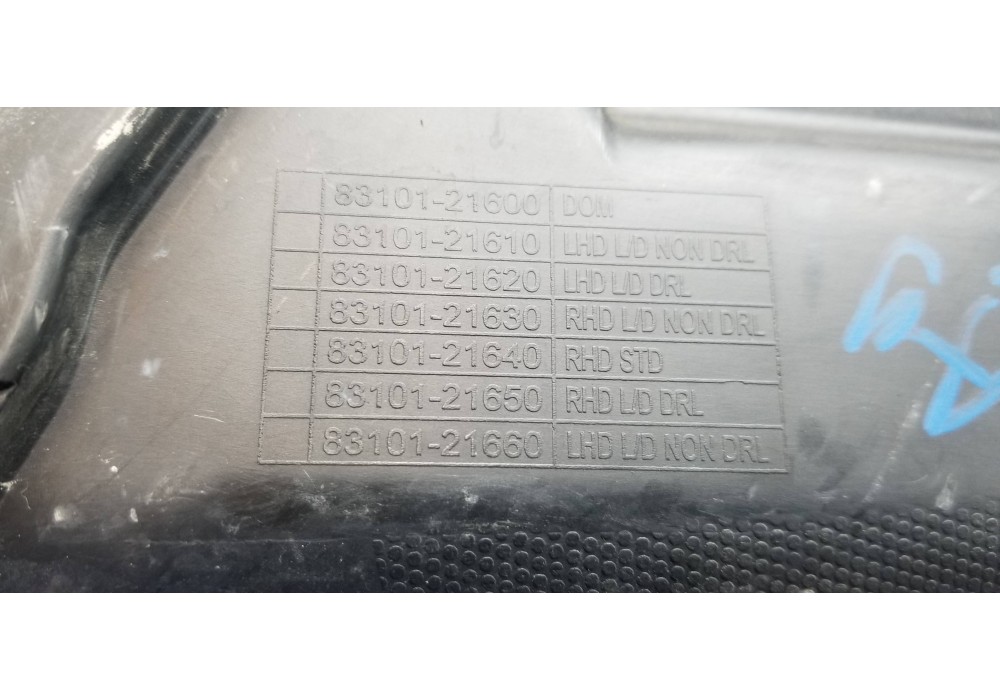 83101-21600 DOM
83101-21610 LHD L/D NON DRL
83101-21620 LHD L/D DRL
83101-21630 RHD L/D NON DRL
83101-21640 RHD STD
83101-21650 RHD L/D DRL
83101-21660 LHD L/D NON DRL